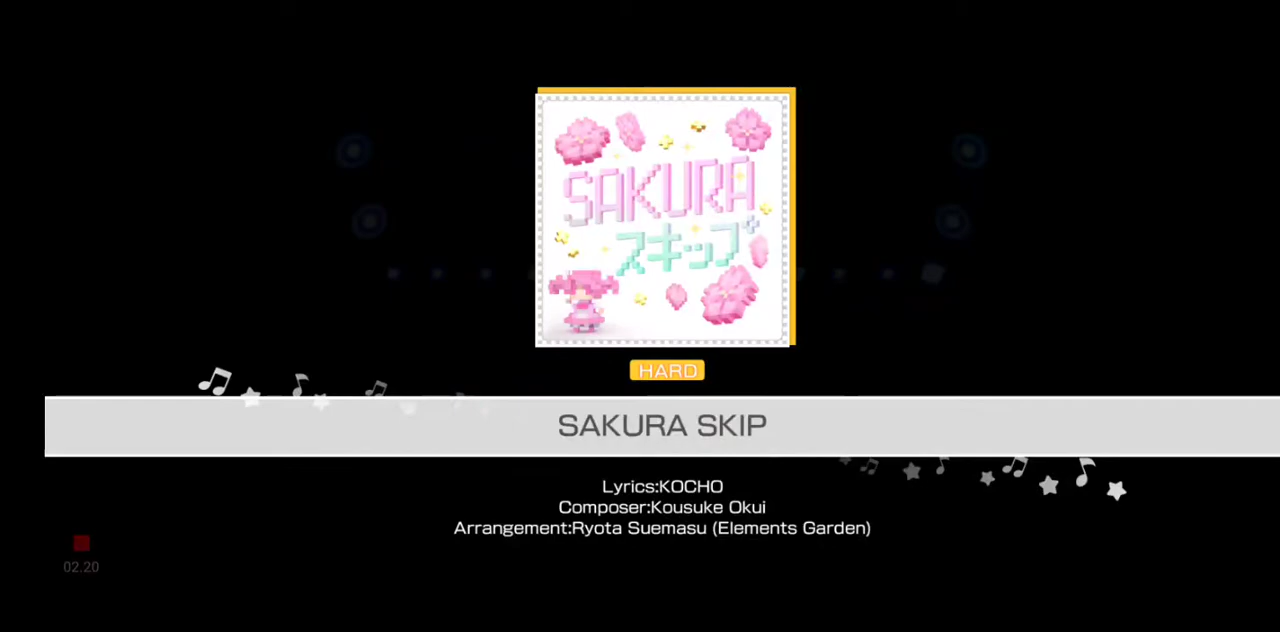 SAKURA
スキップ
HARD
SAKURA SKIP
Lyrics:KOCHO
Composer:Kousuke Okui
Arrangement:Ryota Suemasu (Elements Garden)
02.20